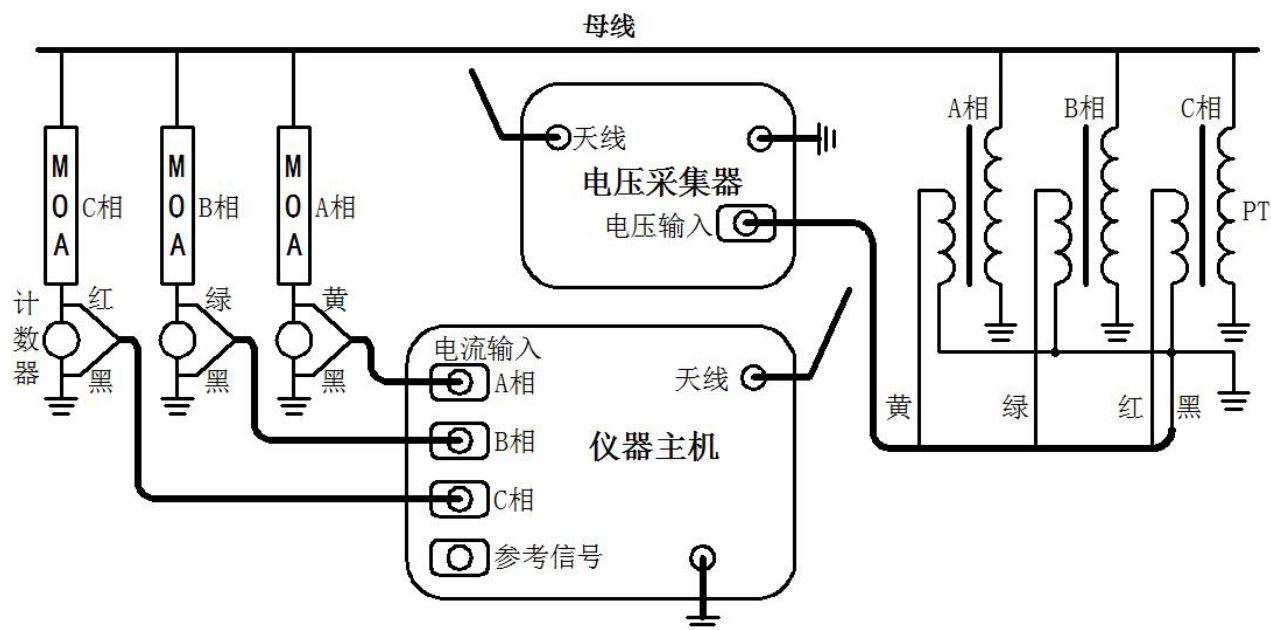 母线
MOA
C相
MOA
B相
MOA
A相
计数器
红
黑
绿
黑
黄
黑
天线
电压采集器
电压输入
电流输入
A相
B相
C相
参考信号
天线
仪器主机
A相
B相
C相
PT
黄
绿
红
黑